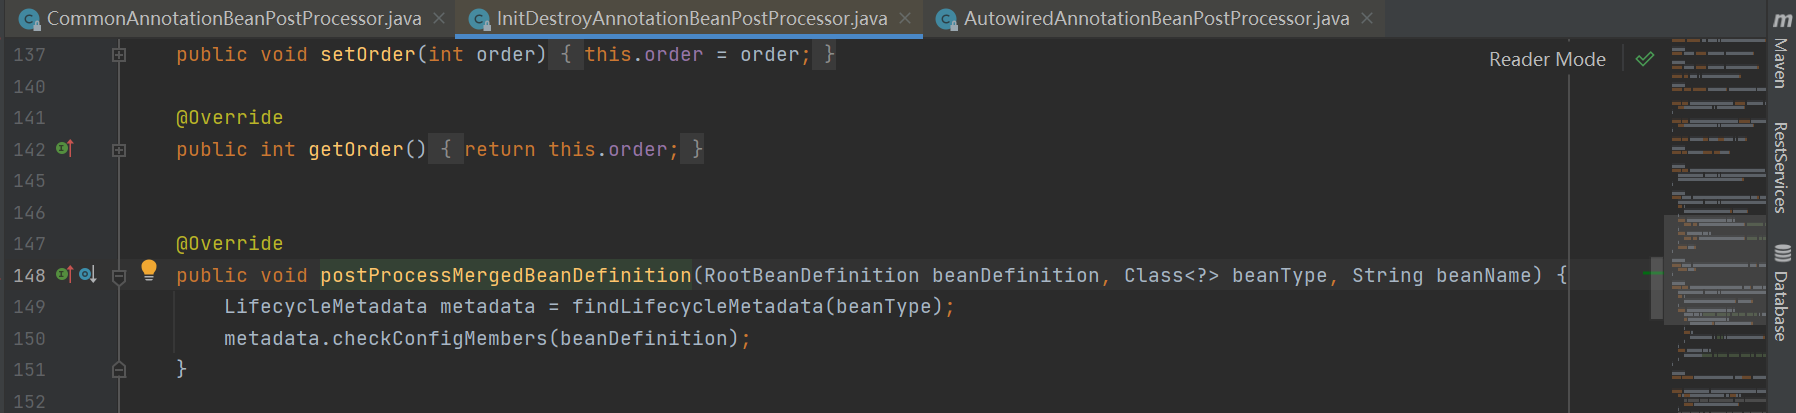 CommonAnnotationBeanPostProcessor.java InitDestroyAnnotationBeanPostProcessor.java AutowiredAnnotationBeanPostProcessor.java
137 public void setOrder(int order) { this.order = order; }
Reader Mode
140
141 @Override
142 public int getOrder() { return this.order; }
145
146
147 @Override
148 public void postProcessMergedBeanDefinition(RootBeanDefinition beanDefinition, Class<?> beanType, String beanName) {
149 LifecycleMetadata metadata = findLifecycleMetadata(beanType);
150 metadata.checkConfigMembers(beanDefinition);
151 }
152
m Maven
RestServices
Database